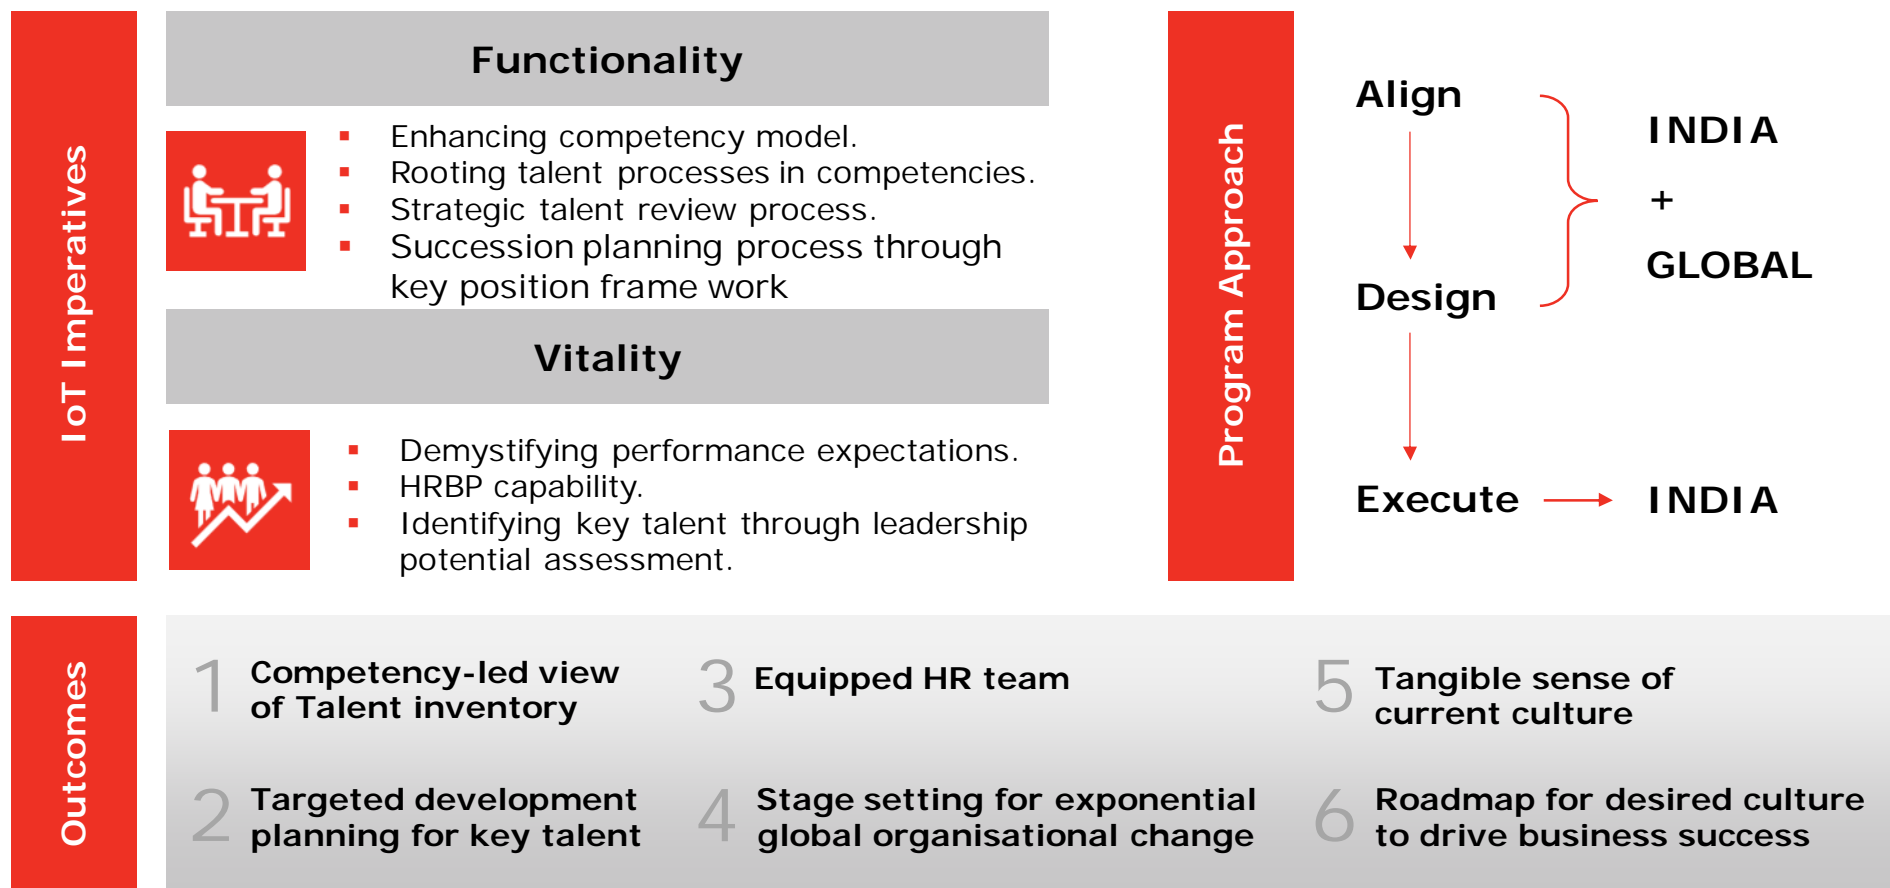 IoT Imperatives
Functionality
Enhancing competency model.
Rooting talent processes in competencies.
Strategic talent review process.
Succession planning process through
key position frame work
Vitality
Demystifying performance expectations.
HRBP capability.
Identifying key talent through leadership
potential assessment.
Program Approach
Align
Design
Execute
INDIA
+
GLOBAL
INDIA
Outcomes
1 Competency-led view
of Talent inventory
2 Targeted development
planning for key talent
3 Equipped HR team
4 Stage setting for exponential
global organisational change
5 Tangible sense of
current culture
6 Roadmap for desired culture
to drive business success